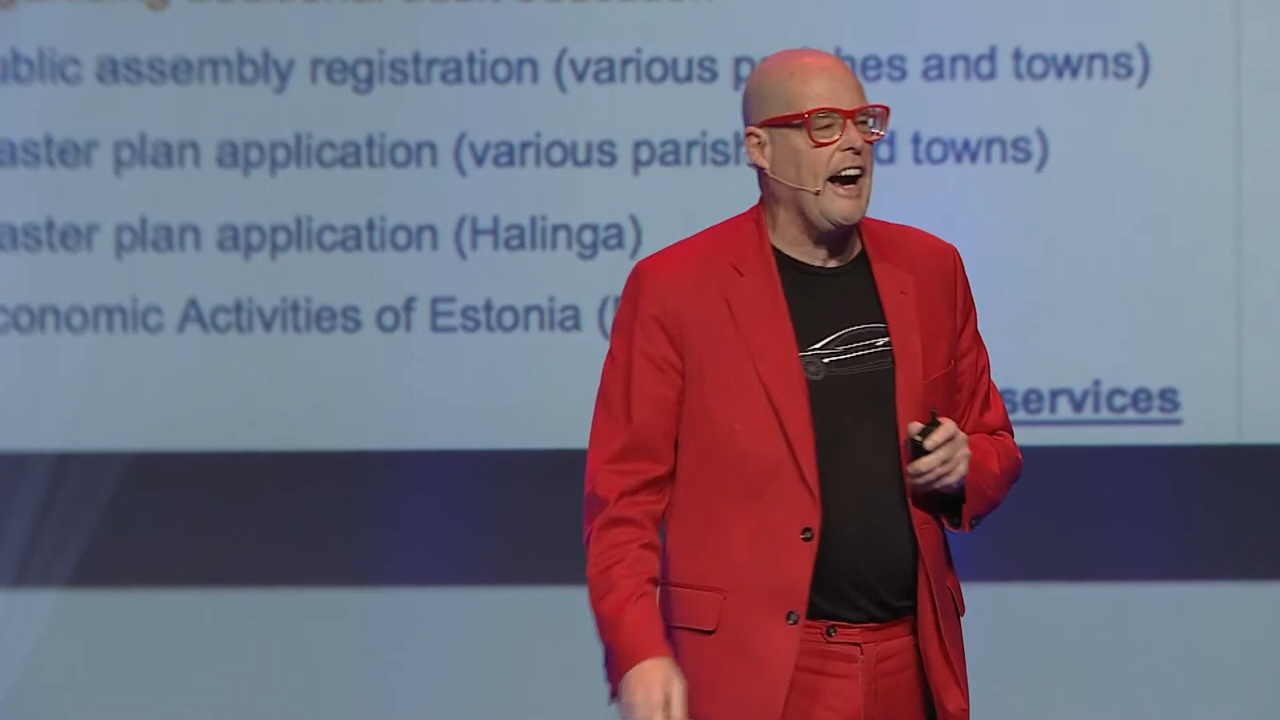 ublic assembly registration (various p hes and towns)
aster plan application (various parish d towns)
aster plan application (Halinga)
conomic Activities of Estonia (
services